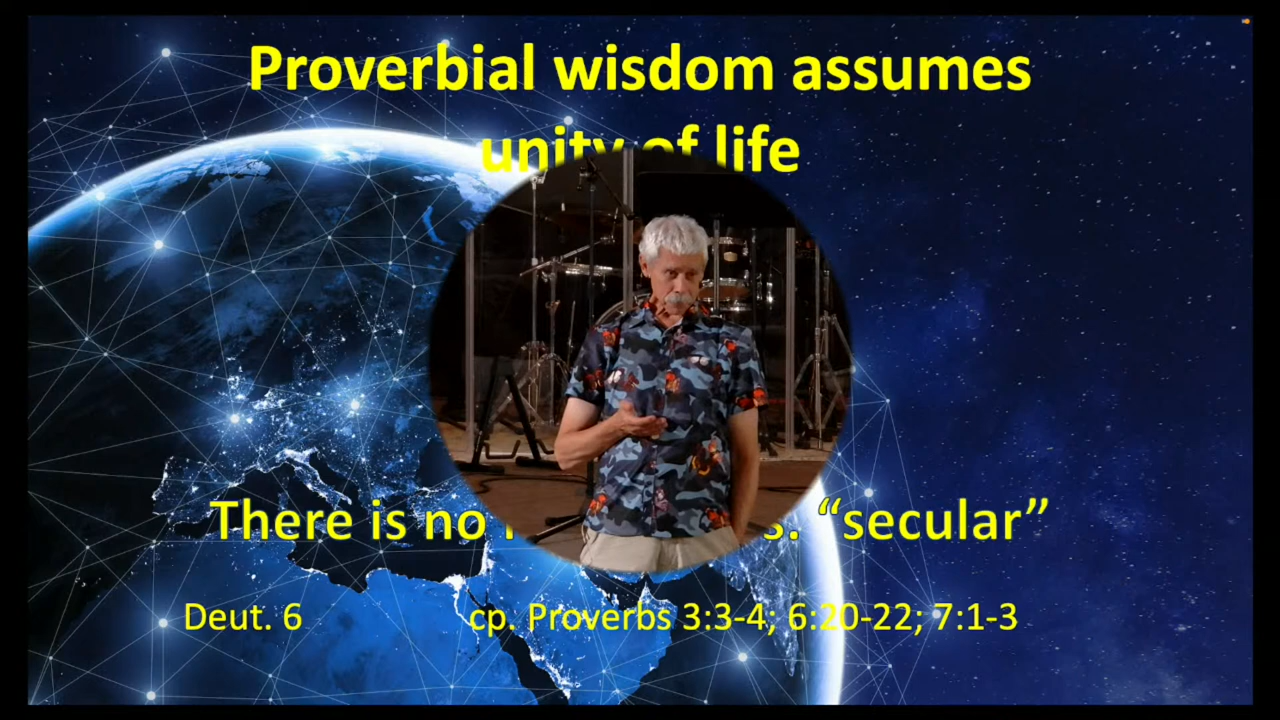 Proverbial wisdom assumes
unity of life
There is no s. “secular”
Deut. 6 cp. Proverbs 3:3-4; 6:20-22; 7:1-3